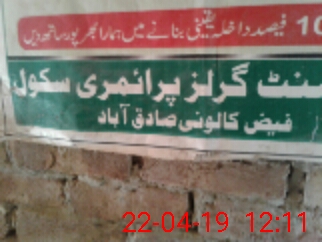 فیصد داخلہ یقینی بنانے میں ہمارا بھرپور ساتھ دیں
گرلز پرائمری سکول
فیض کالونی صادق آباد
22-04-19 12:11